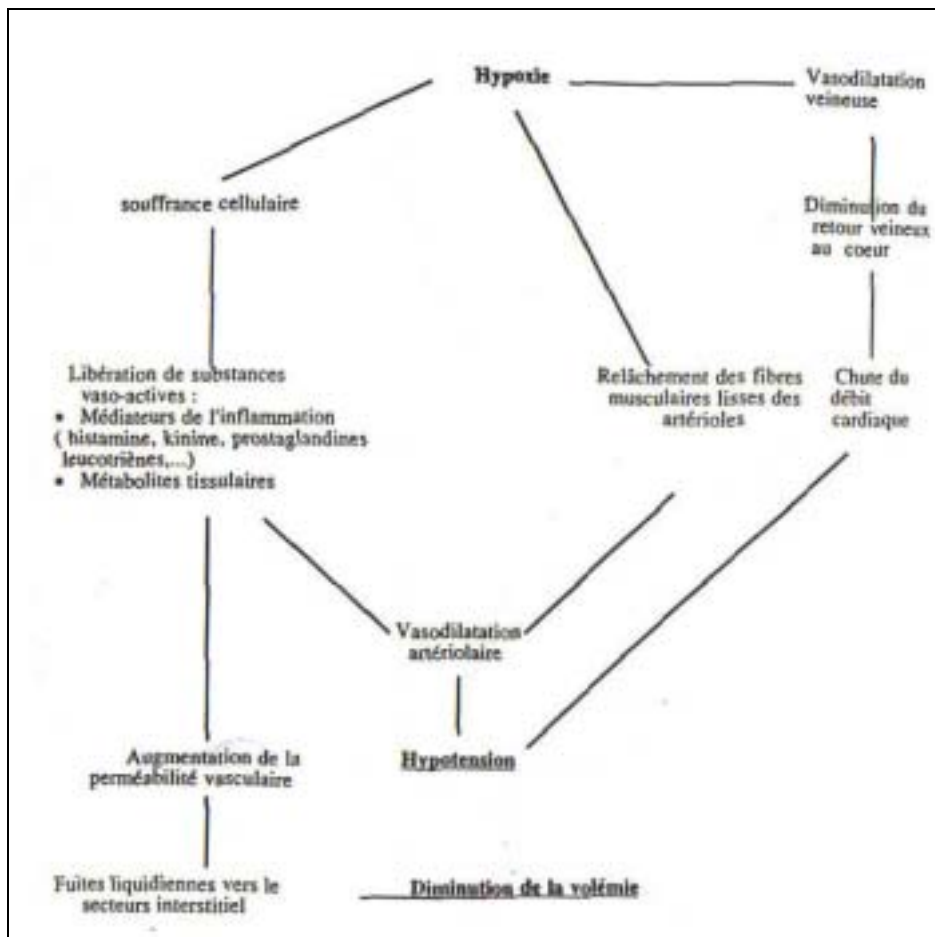 Hypoxie
Vasodilatation
veineuse
souffrance cellulaire
Diminution du
retour veineux
au coeur
Libération de substances
vaso-actives :
• Médiateurs de l'inflammation
( histamine, kinine, prostaglandines
leucotriènes,...)
• Métabolites tissulaires
Relâchement des fibres
musculaires lisses des
artérioles
Chute du
débit
cardiaque
Vasodilatation
artériolaire
Augmentation de la
perméabilité vasculaire
Hypotension
Fuites liquidiennes vers le
secteurs interstitiel
Diminution de la volémie